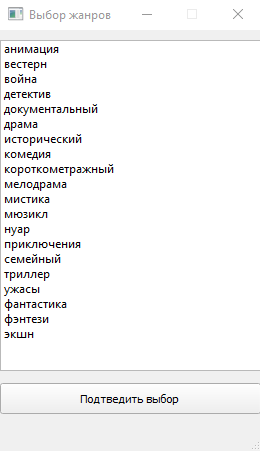 Выбор жанров
анимация
вестерн
война
детектив
документальный
драма
исторический
комедия
короткометражный
мелодрама
мистика
мюзикл
нуар
приключения
семейный
триллер
ужасы
фантастика
фэнтези
экшн
Подтведить выбор